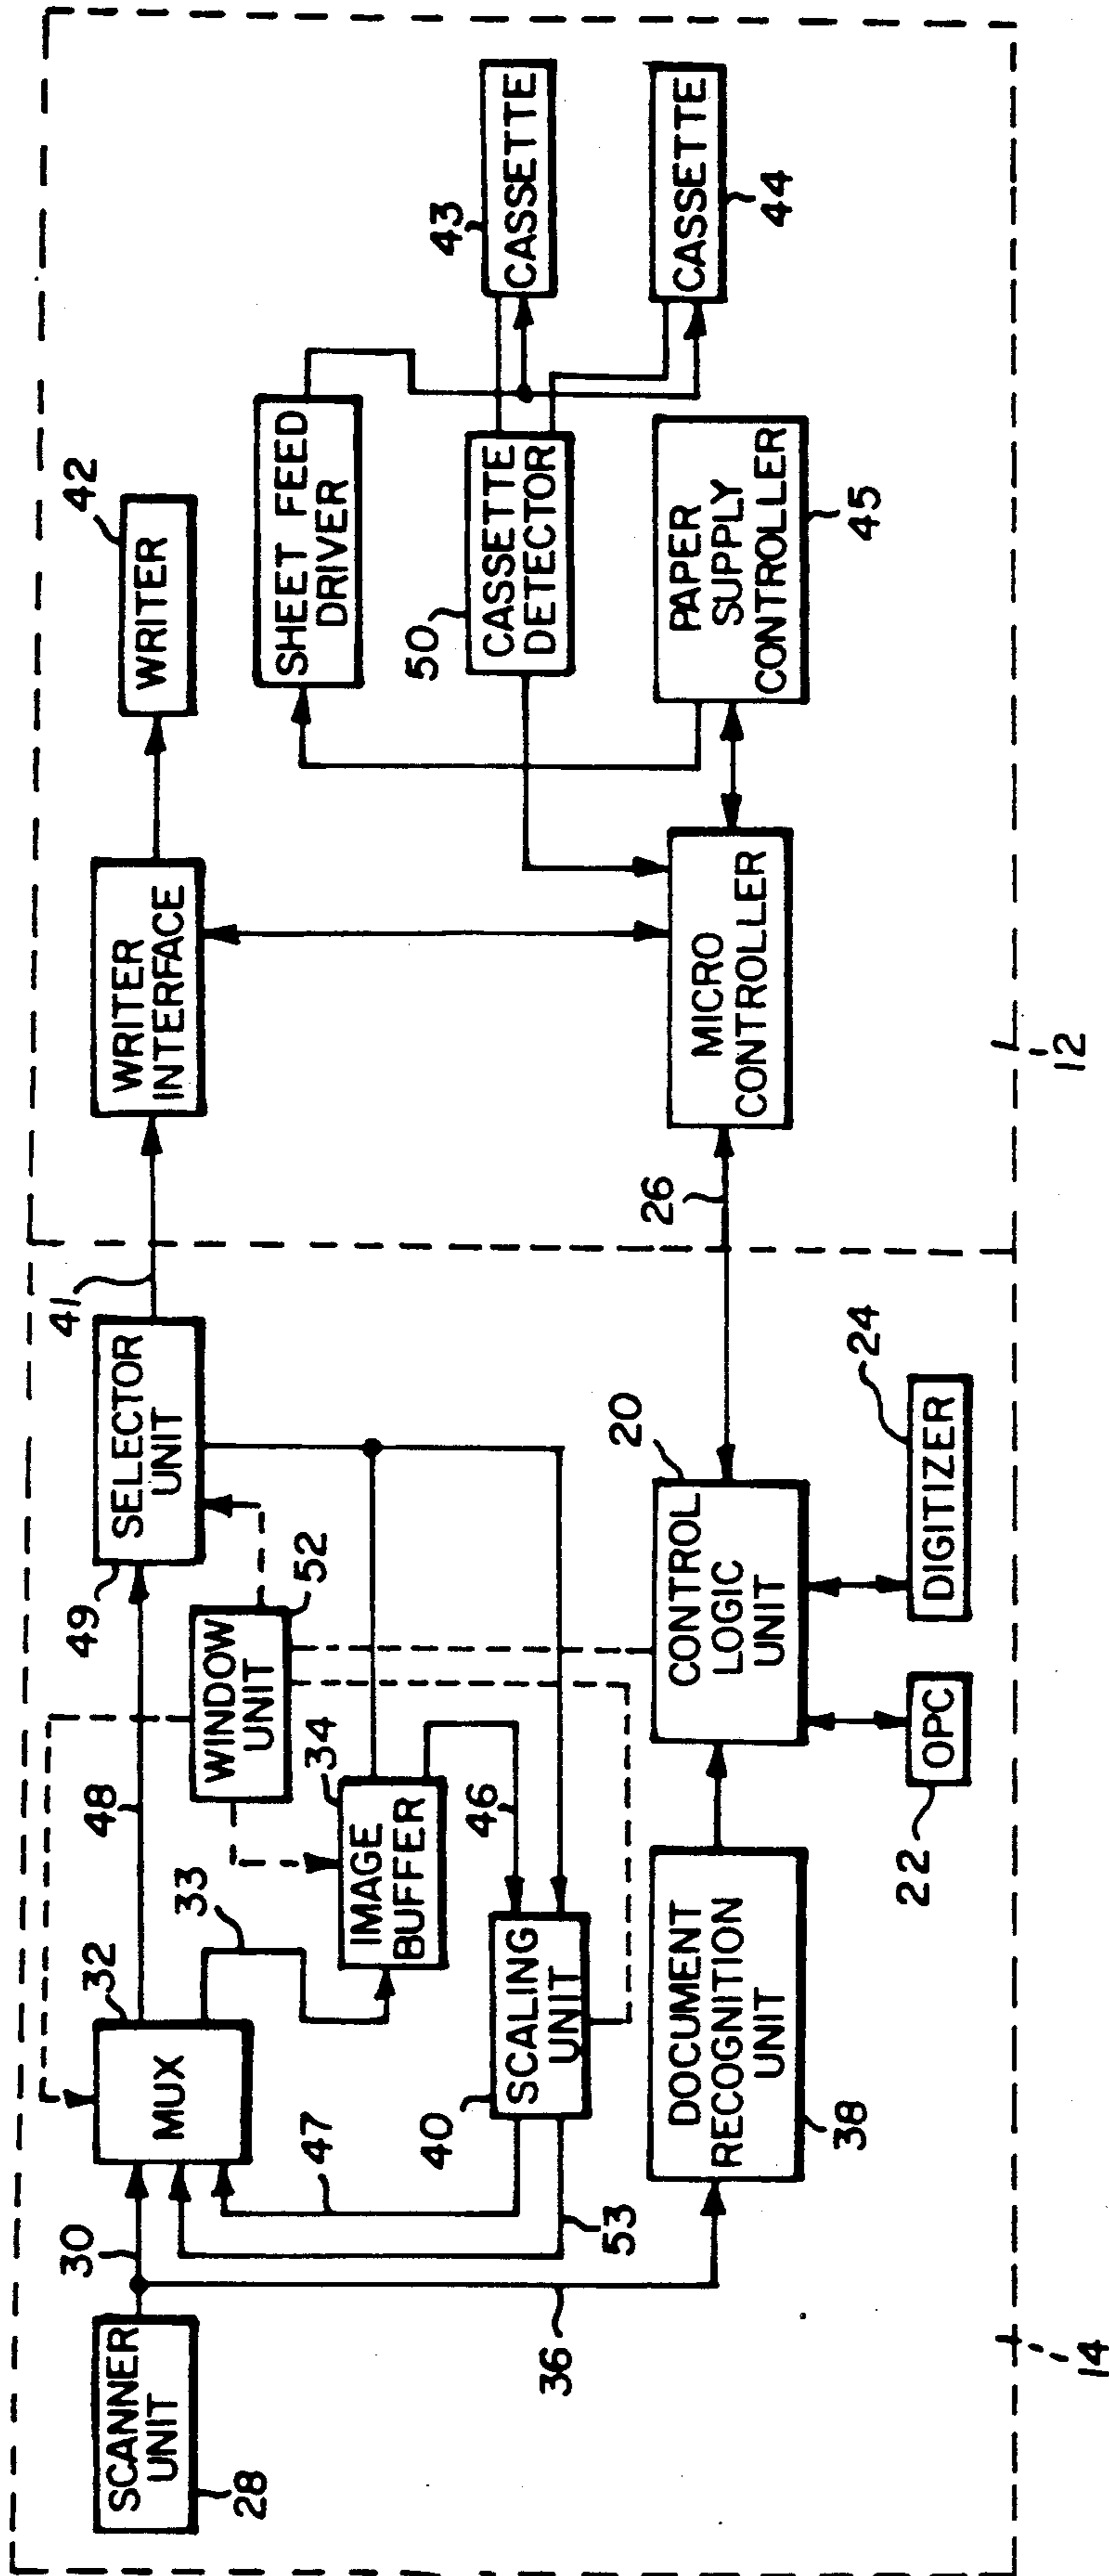 SCANNER
UNIT
28
30
36
MUX
32
33
47
53
48
WINDOW
UNIT
52
IMAGE
BUFFER
34
46
SCALING
UNIT
40
DOCUMENT
RECOGNITION
UNIT
38
SELECTOR
UNIT
49
41
CONTROL
LOGIC
UNIT
20
OPC
22
DIGITIZER
24
14
26
WRITER
INTERFACE
WRITER
42
MICRO
CONTROLLER
SHEET FEED
DRIVER
CASSETTE
DETECTOR
50
PAPER
SUPPLY
CONTROLLER
45
CASSETTE
43
CASSETTE
44
12